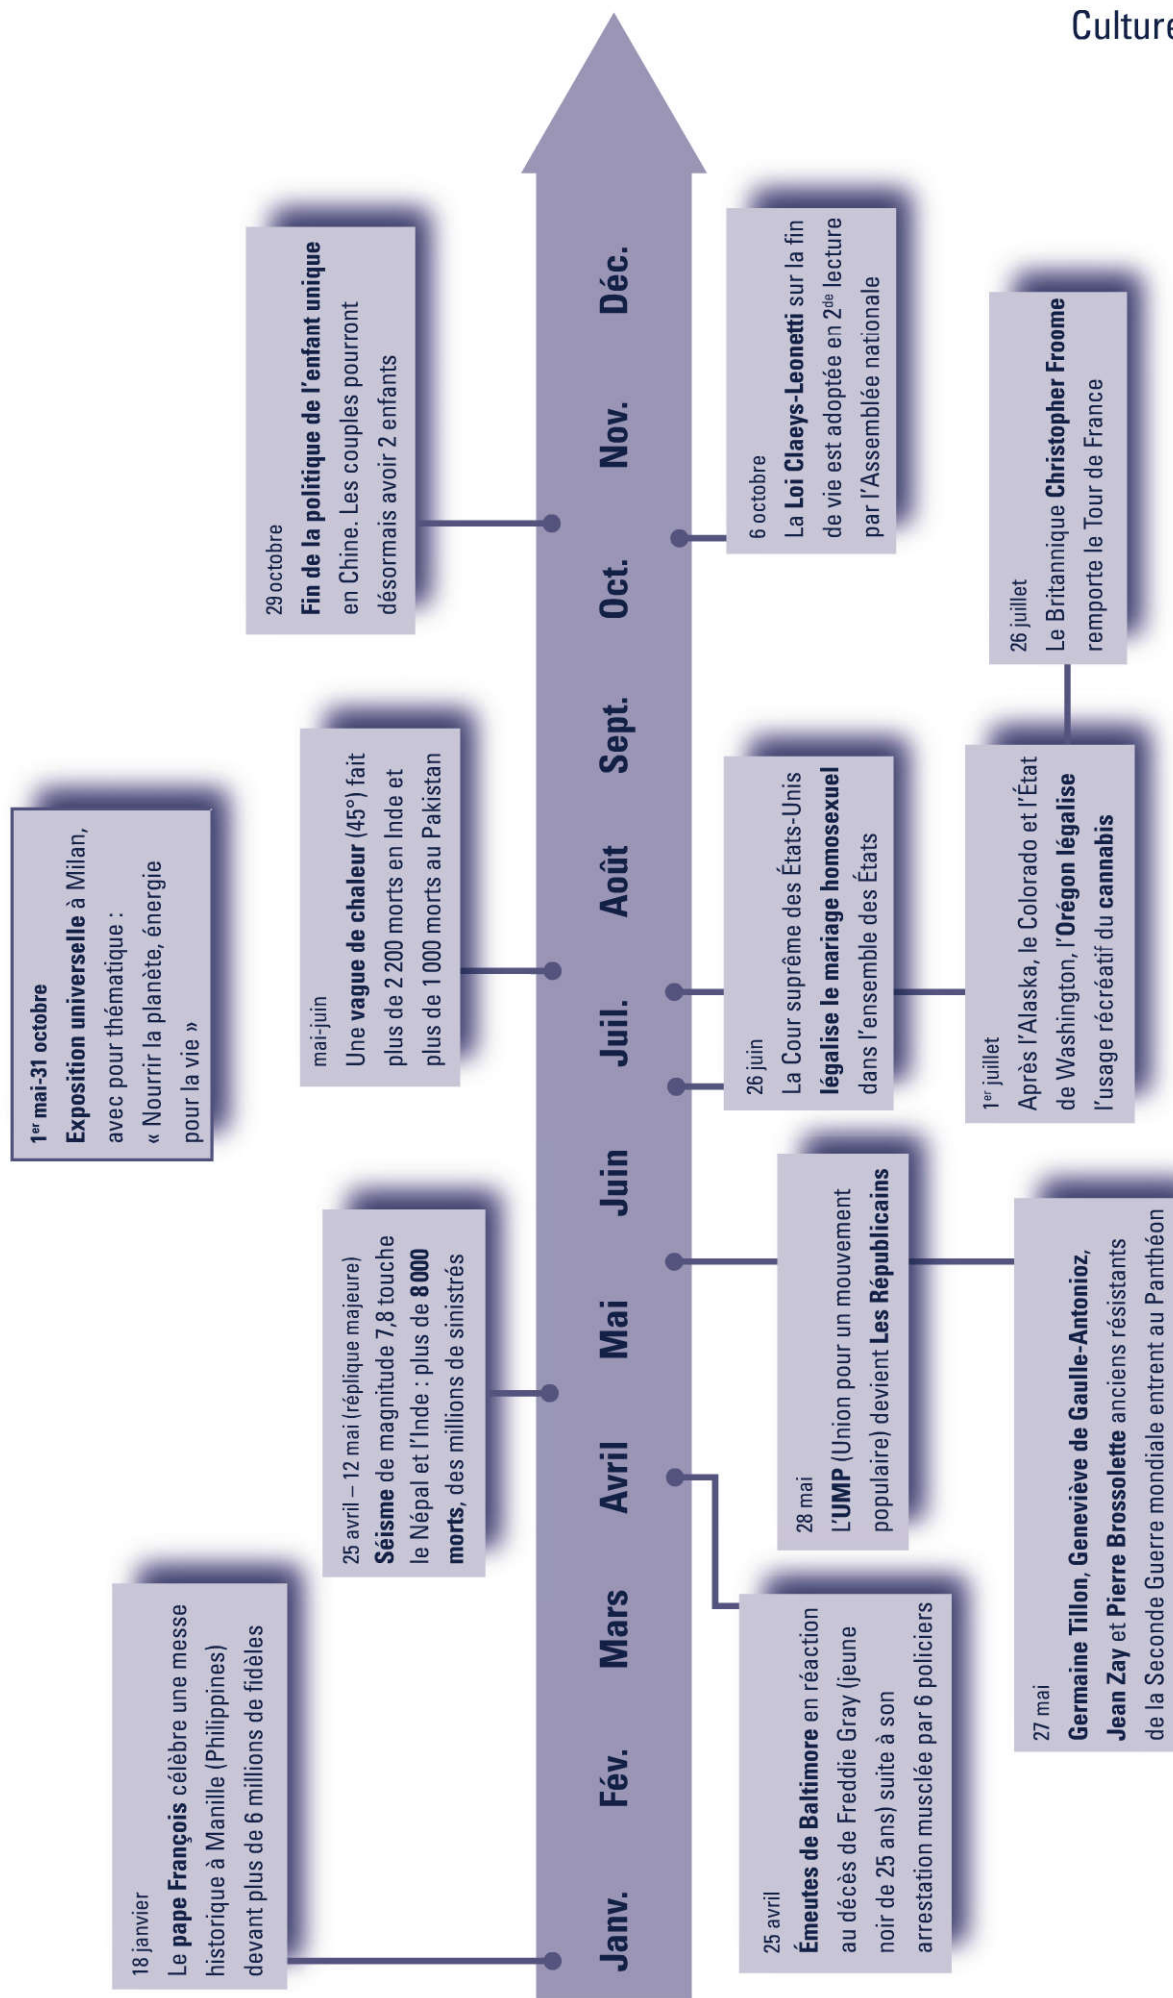 Culture
18 janvier
Le pape François célèbre une messe
historique à Manille (Philippines)
devant plus de 6 millions de fidèles
25 avril – 12 mai (réplique majeure)
Séisme de magnitude 7,8 touche
le Népal et l'Inde : plus de 8 000
morts, des millions de sinistrés
1er mai-31 octobre
Exposition universelle à Milan,
avec pour thématique :
« Nourrir la planète, énergie
pour la vie »
mai-juin
Une vague de chaleur (45°) fait
plus de 2 200 morts en Inde et
plus de 1 000 morts au Pakistan
29 octobre
Fin de la politique de l'enfant unique
en Chine. Les couples pourront
désormais avoir 2 enfants
Janv. Fév. Mars Avril Mai Juin Juil. Août Sept. Oct. Nov. Déc.
25 avril
Émeutes de Baltimore en réaction
au décès de Freddie Gray (jeune
noir de 25 ans) suite à son
arrestation musclée par 6 policiers
28 mai
L'UMP (Union pour un mouvement
populaire) devient Les Républicains
27 mai
Germaine Tillon, Geneviève de Gaulle-Antonioz,
Jean Zay et Pierre Brossolette anciens résistants
de la Seconde Guerre mondiale entrent au Panthéon
26 juin
La Cour suprême des États-Unis
légalise le mariage homosexuel
dans l'ensemble des États
1er juillet
Après l'Alaska, le Colorado et l'État
de Washington, l'Orégon légalise
l'usage récréatif du cannabis
26 juillet
Le Britannique Christopher Froome
remporte le Tour de France
6 octobre
La Loi Claeys-Leonetti sur la fin
de vie est adoptée en 2de lecture
par l'Assemblée nationale